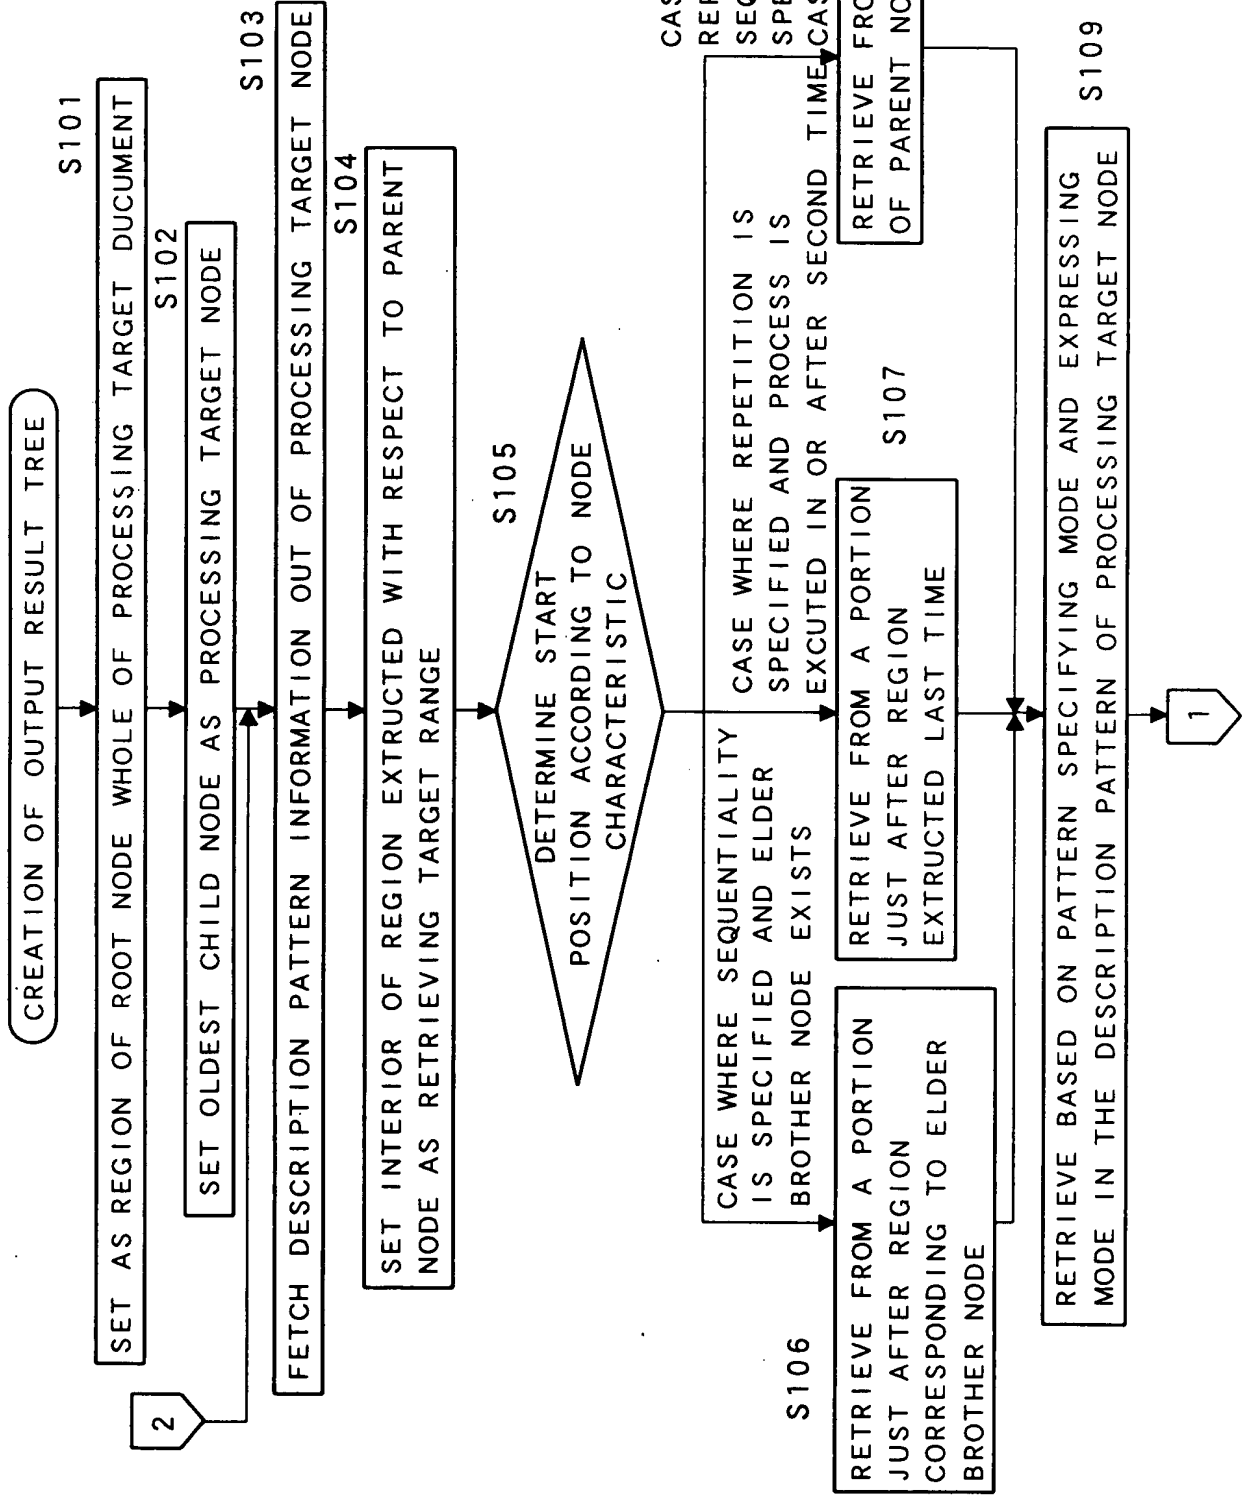 CREATION OF OUTPUT RESULT TREE
S101
SET AS REGION OF ROOT NODE WHOLE OF PROCESSING TARGET DUCUMENT
2
S102
SET OLDEST CHILD NODE AS PROCESSING TARGET NODE
S103
FETCH DESCRIPTION PATTERN INFORMATION OUT OF PROCESSING TARGET NODE
S104
SET INTERIOR OF REGION EXTRUCTED WITH RESPECT TO PARENT
NODE AS RETRIEVING TARGET RANGE
S105
DETERMINE START
POSITION ACCORDING TO NODE
CHARACTERISTIC
CASE WHERE SEQUENTIALITY
IS SPECIFIED AND ELDER
BROTHER NODE EXISTS
CASE WHERE REPETITION IS
SPECIFIED AND PROCESS IS
EXCUTED IN OR AFTER SECOND TIME
S106
RETRIEVE FROM A PORTION
JUST AFTER REGION
CORRESPONDING TO ELDER
BROTHER NODE
S107
RETRIEVE FROM A PORTION
JUST AFTER REGION
EXTRUCTED LAST TIME
RETRIEVE
OF PARENT
S109
RETRIEVE BASED ON PATTERN SPECIFYING MODE AND EXPRESSING
MODE IN THE DESCRIPTION PATTERN OF PROCESSING TARGET NODE
1